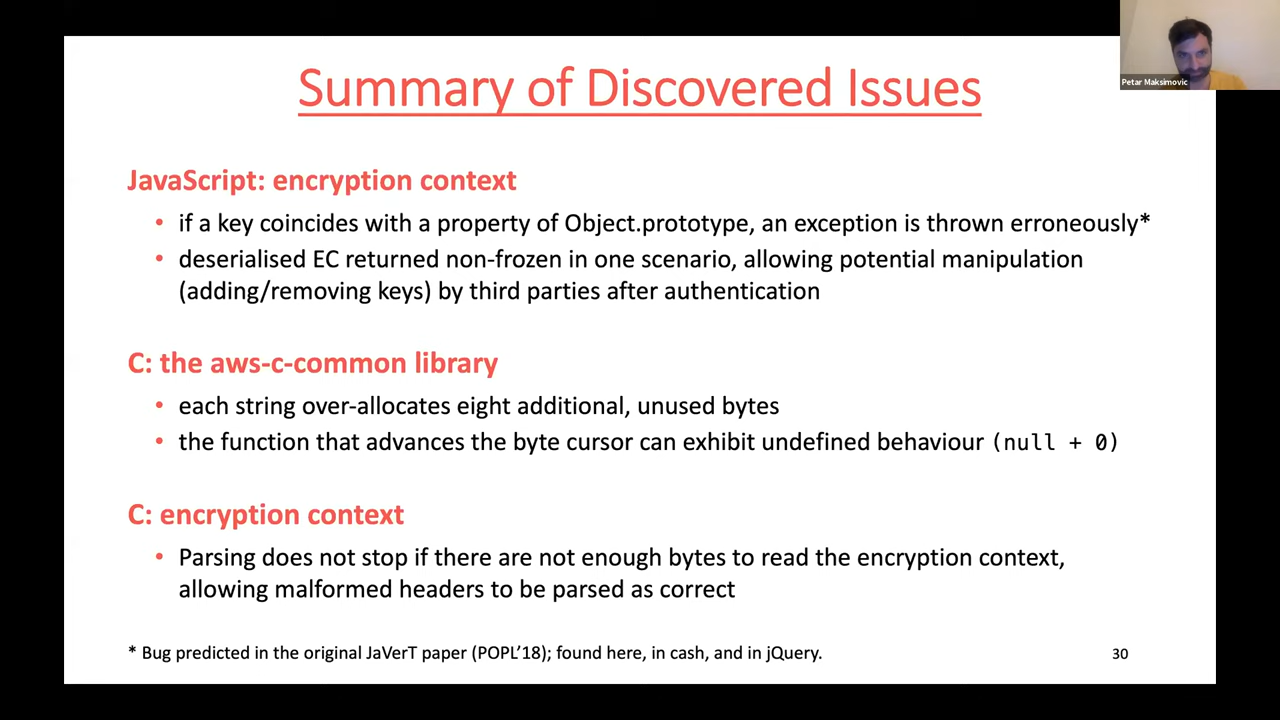 Petar Maksimovic
Summary of Discovered Issues
JavaScript: encryption context
• if a key coincides with a property of Object.prototype, an exception is thrown erroneously*
• deserialised EC returned non-frozen in one scenario, allowing potential manipulation
(adding/removing keys) by third parties after authentication
C: the aws-c-common library
• each string over-allocates eight additional, unused bytes
• the function that advances the byte cursor can exhibit undefined behaviour (null + 0)
C: encryption context
• Parsing does not stop if there are not enough bytes to read the encryption context,
allowing malformed headers to be parsed as correct
* Bug predicted in the original JaVerT paper (POPL’18); found here, in cash, and in jQuery.
30